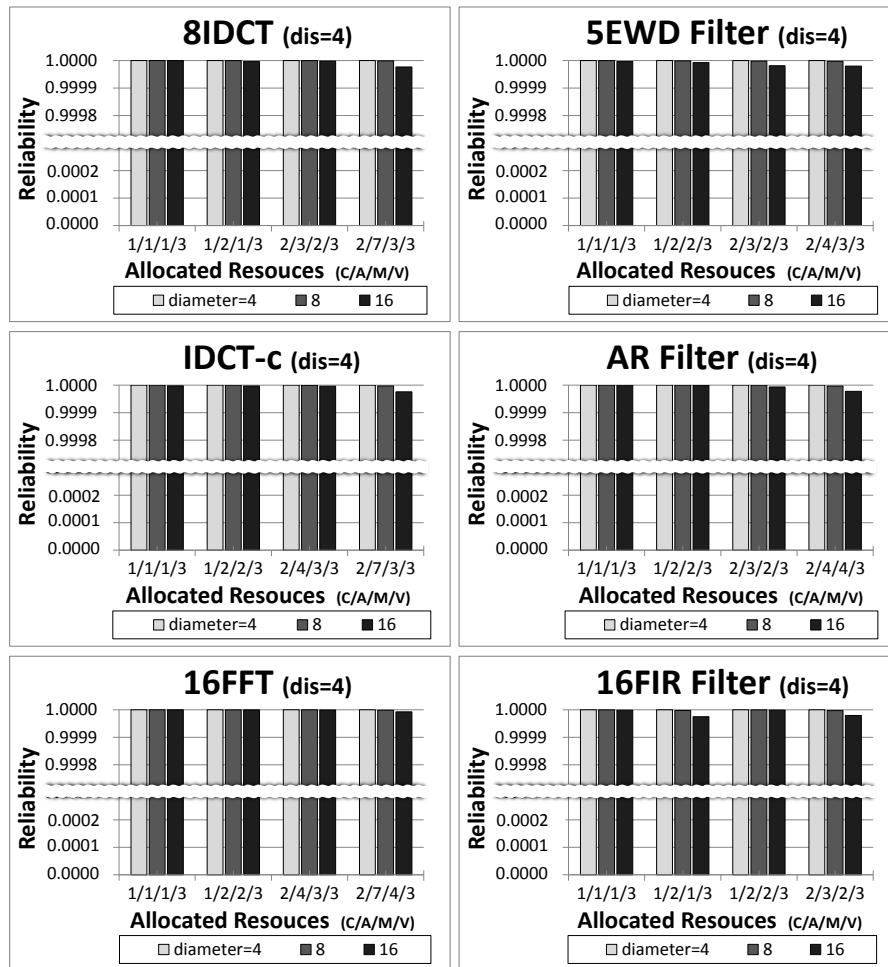 8IDCT (dis=4)
Reliability
1.0000
0.9999
0.9998
0.0002
0.0001
0.0000
1/1/1/3 1/2/1/3 2/3/2/3 2/7/3/3
Allocated Resouces (C/A/M/V)
diameter=4 8 16
5EWD Filter (dis=4)
Reliability
1.0000
0.9999
0.9998
0.0002
0.0001
0.0000
1/1/1/3 1/2/2/3 2/3/2/3 2/4/3/3
Allocated Resouces (C/A/M/V)
diameter=4 8 16
IDCT-c (dis=4)
Reliability
1.0000
0.9999
0.9998
0.0002
0.0001
0.0000
1/1/1/3 1/2/2/3 2/4/3/3 2/7/3/3
Allocated Resouces (C/A/M/V)
diameter=4 8 16
AR Filter (dis=4)
Reliability
1.0000
0.9999
0.9998
0.0002
0.0001
0.0000
1/1/1/3 1/2/2/3 2/3/2/3 2/4/4/3
Allocated Resouces (C/A/M/V)
diameter=4 8 16
16FFT (dis=4)
Reliability
1.0000
0.9999
0.9998
0.0002
0.0001
0.0000
1/1/1/3 1/2/2/3 2/4/3/3 2/7/4/3
Allocated Resouces (C/A/M/V)
diameter=4 8 16
16FIR Filter (dis=4)
Reliability
1.0000
0.9999
0.9998
0.0002
0.0001
0.0000
1/1/1/3 1/2/1/3 1/2/2/3 2/3/2/3
Allocated Resouces (C/A/M/V)
diameter=4 8 16